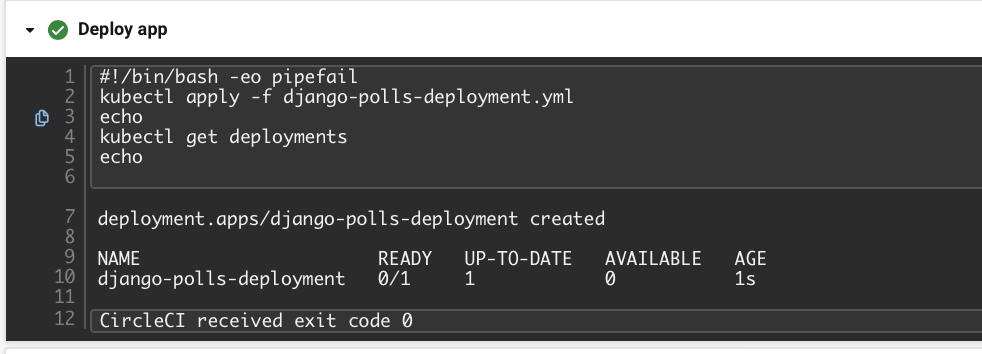 Deploy app
1 #!/bin/bash -eo pipefail
2 kubectl apply -f django-polls-deployment.yml
3 echo
4 kubectl get deployments
5 echo
6
7 deployment.apps/django-polls-deployment created
8
9 NAME READY UP-TO-DATE AVAILABLE AGE
10 django-polls-deployment 0/1 1 0 1s
11
12 CircleCI received exit code 0